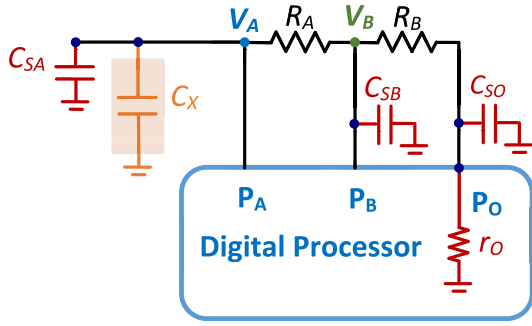 V_A R_A V_B R_B
C_SA
C_X
C_SB
C_SO
P_A P_B P_O
Digital Processor
r_O